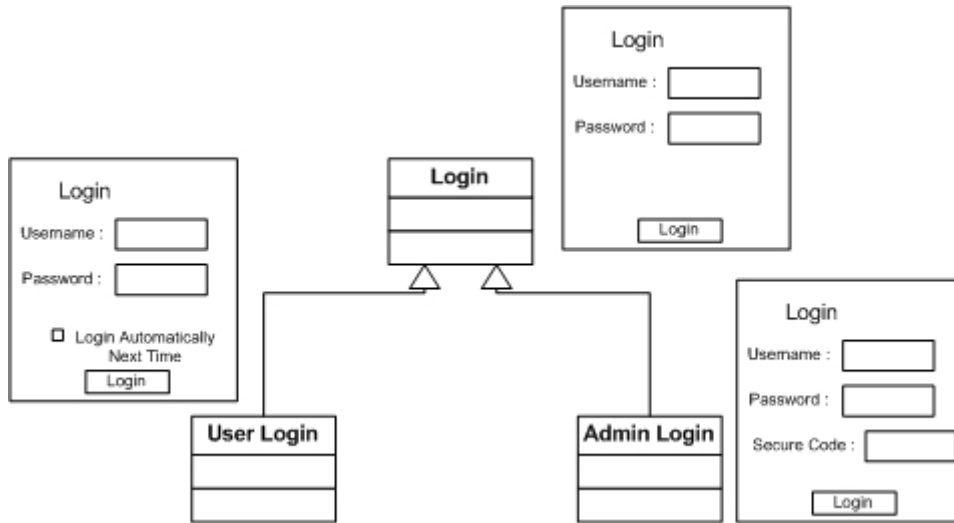 Login
Username :
Password :
Login
Login
Login
Username :
Password :
Login Automatically
Next Time
Login
Login
Username :
Password :
Secure Code :
Login
User Login
Admin Login